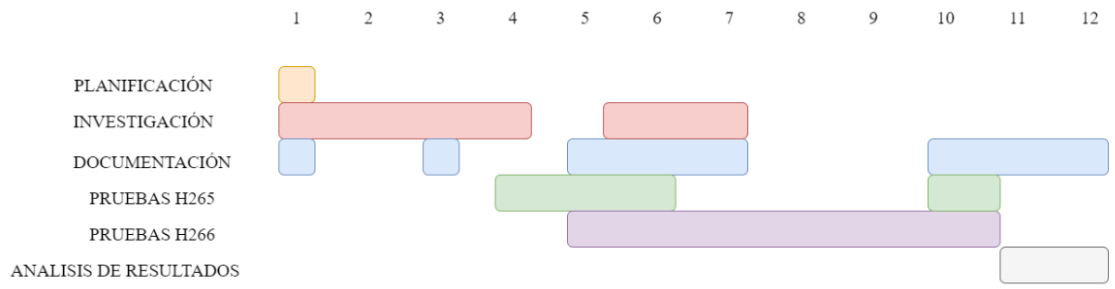 1 2 3 4 5 6 7 8 9 10 11 12
PLANIFICACIÓN
INVESTIGACIÓN
DOCUMENTACIÓN
PRUEBAS H265
PRUEBAS H266
ANALISIS DE RESULTADOS